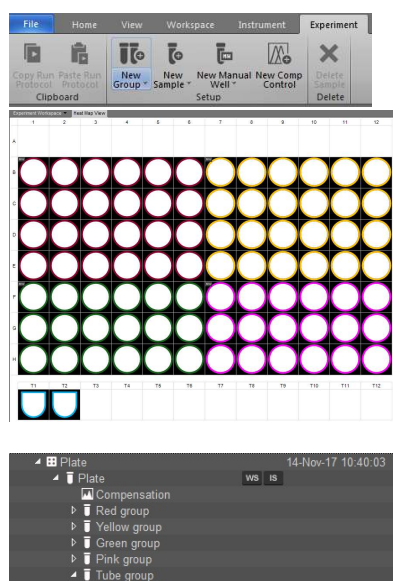 File Home View Workspace Instrument Experiment
Copy Run Protocol Paste Run Protocol New Group New Sample New Manual Well New Comp Control Delete Sample
Clipboard Setup Delete
Experiment Workspace Heat Map View
1 2 3 4 5 6 7 8 9 10 11 12
A
B
C
D
E
F
G
H
T1 T2 T3 T4 T5 T6 T7 T8 T9 T10 T11 T12
Plate 14-Nov-17 10:40:03
Plate WS IS
Compensation
Red group
Yellow group
Green group
Pink group
Tube group